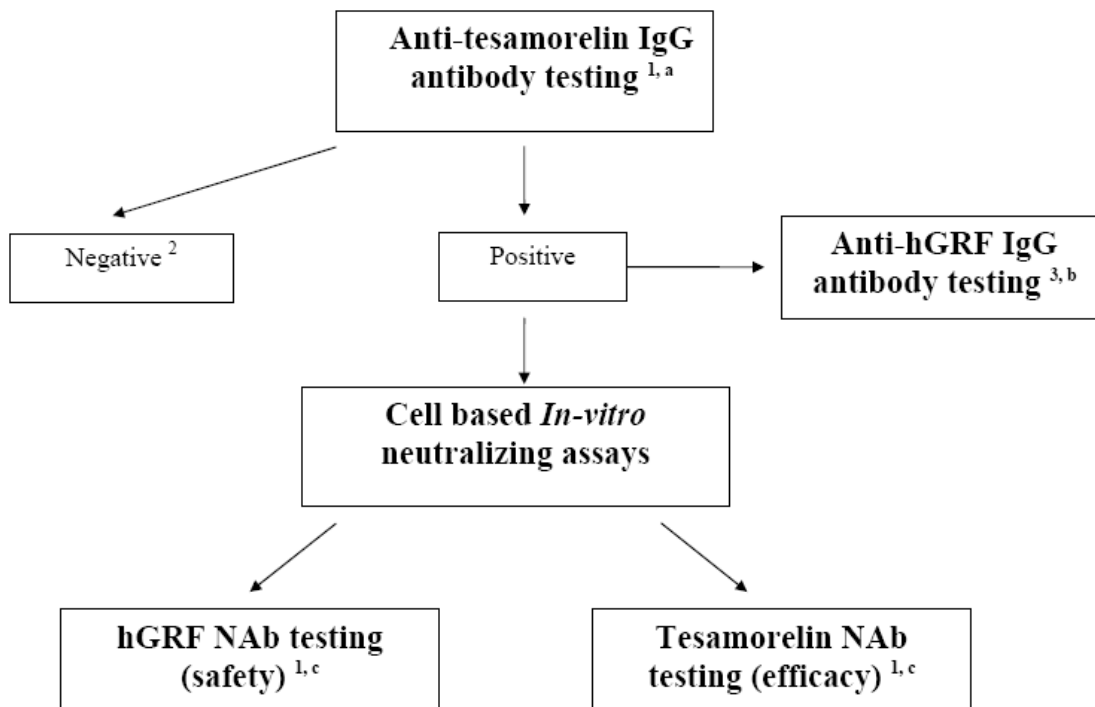 Anti-tesamorelin IgG
antibody testing 1, a
Negative 2
Positive
Anti-hGRF IgG
antibody testing 3, b
Cell based In-vitro
neutralizing assays
hGRF NAb testing
(safety) 1, c
Tesamorelin NAb
testing (efficacy) 1, c